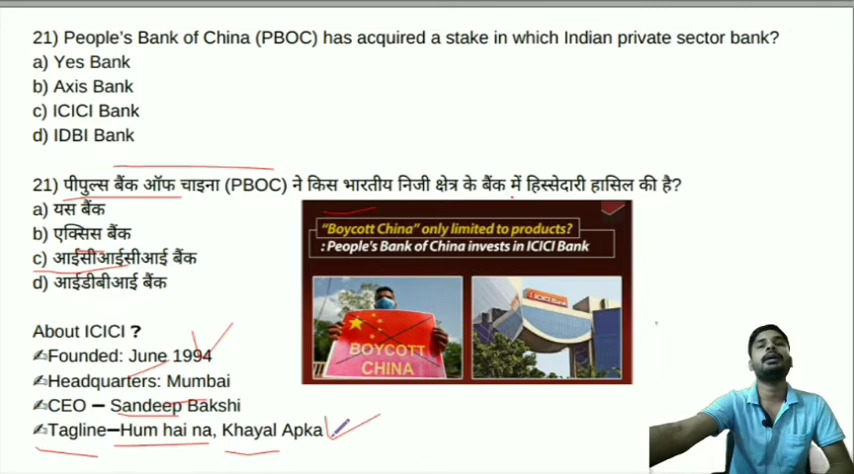 21) People's Bank of China (PBOC) has acquired a stake in which Indian private sector bank?
a) Yes Bank
b) Axis Bank
c) ICICI Bank
d) IDBI Bank
21) पीपुल्स बैंक ऑफ चाइना (PBOC) ने किस भारतीय निजी क्षेत्र के बैंक में हिस्सेदारी हासिल की है?
a) यस बैंक
b) एक्सिस बैंक
c) आईसीआईसीआई बैंक
d) आईडीबीआई बैंक
"Boycott China" only limited to products?
: People's Bank of China invests in ICICI Bank
BOYCOTT
CHINA
ICICI Bank
About ICICI ?
✍Founded: June 1994
✍Headquarters: Mumbai
✍CEO – Sandeep Bakshi
✍Tagline–Hum hai na, Khayal Apka